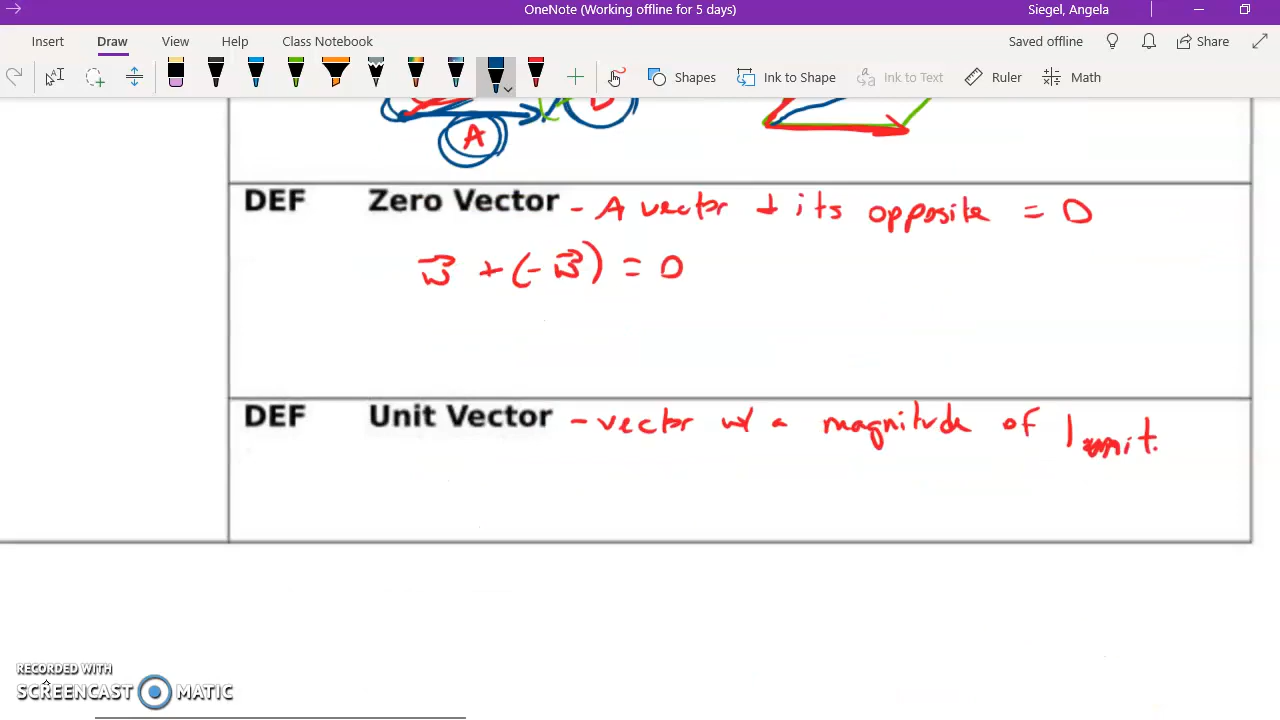 OneNote (Working offline for 5 days)
Siegel, Angela
Insert Draw View Help Class Notebook Saved offline Share
Shapes Ink to Shape Ink to Text Ruler Math
A
DEF Zero Vector - A vector + its opposite = 0
w + (- w) = 0
DEF Unit Vector - vector w/ a magnitude of 1 unit.
RECORDED WITH
SCREENCAST MATIC